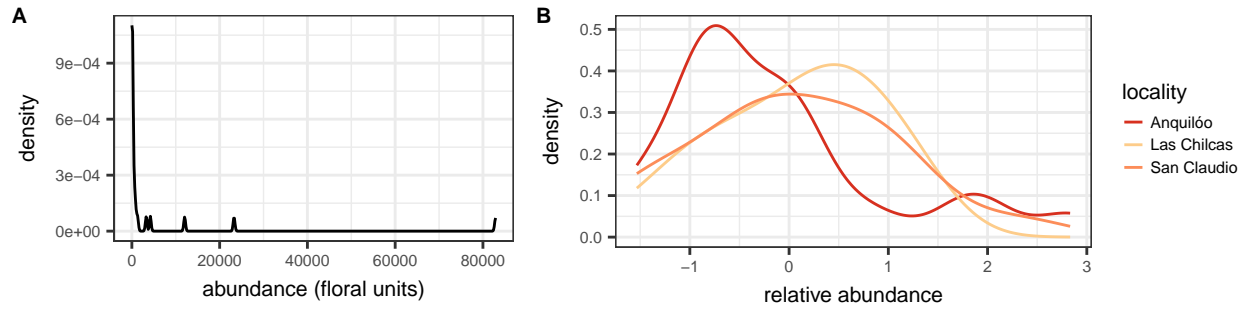 A
density
9e−04
6e−04
3e−04
0e+00
0 20000 40000 60000 80000
abundance (floral units)
B
density
0.5
0.4
0.3
0.2
0.1
0.0
−1 0 1 2 3
relative abundance
locality
Anquilóo
Las Chilcas
San Claudio